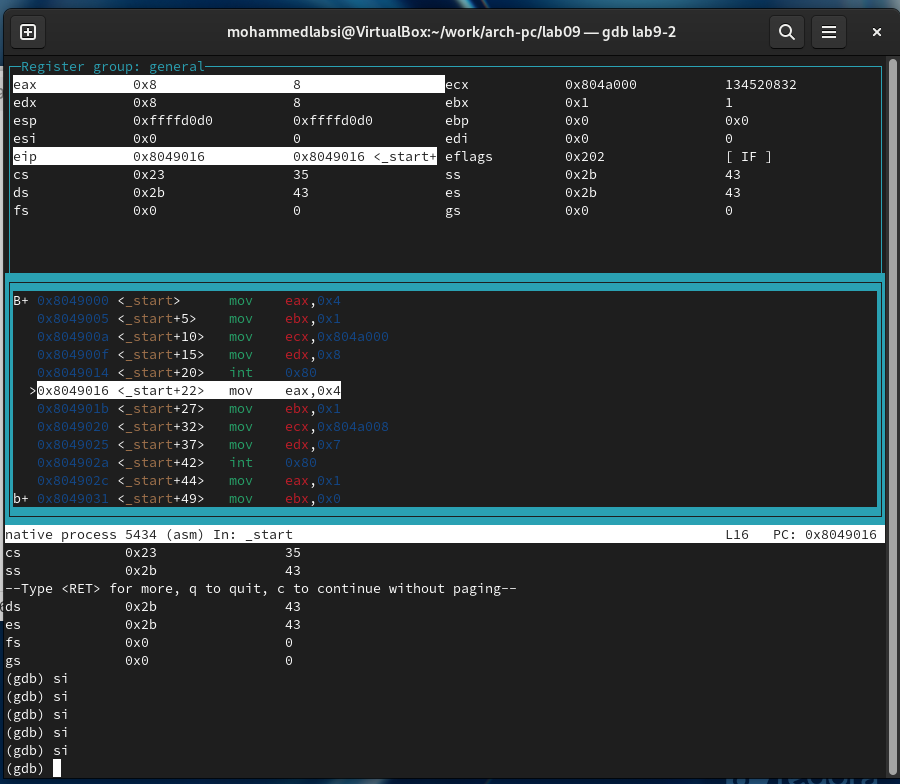 mohammedlabsi@VirtualBox:~/work/arch-pc/lab09 — gdb lab9-2
Register group: general
eax 0x8 8 ecx 0x804a000 134520832
edx 0x8 8 ebx 0x1 1
esp 0xffffd0d0 0xffffd0d0 ebp 0x0 0x0
esi 0x0 0 edi 0x0 0
eip 0x8049016 0x8049016 <_start+ eflags 0x202 [ IF ]
cs 0x23 35 ss 0x2b 43
ds 0x2b 43 es 0x2b 43
fs 0x0 0 gs 0x0 0
B+ 0x8049000 <_start> mov eax,0x4
0x8049005 <_start+5> mov ebx,0x1
0x804900a <_start+10> mov ecx,0x804a000
0x804900f <_start+15> mov edx,0x8
0x8049014 <_start+20> int 0x80
>0x8049016 <_start+22> mov eax,0x4
0x804901b <_start+27> mov ebx,0x1
0x8049020 <_start+32> mov ecx,0x804a008
0x8049025 <_start+37> mov edx,0x7
0x804902a <_start+42> int 0x80
0x804902c <_start+44> mov eax,0x1
b+ 0x8049031 <_start+49> mov ebx,0x0
native process 5434 (asm) In: _start L16 PC: 0x8049016
cs 0x23 35
ss 0x2b 43
--Type <RET> for more, q to quit, c to continue without paging--
ds 0x2b 43
es 0x2b 43
fs 0x0 0
gs 0x0 0
(gdb) si
(gdb) si
(gdb) si
(gdb) si
(gdb) si
(gdb)